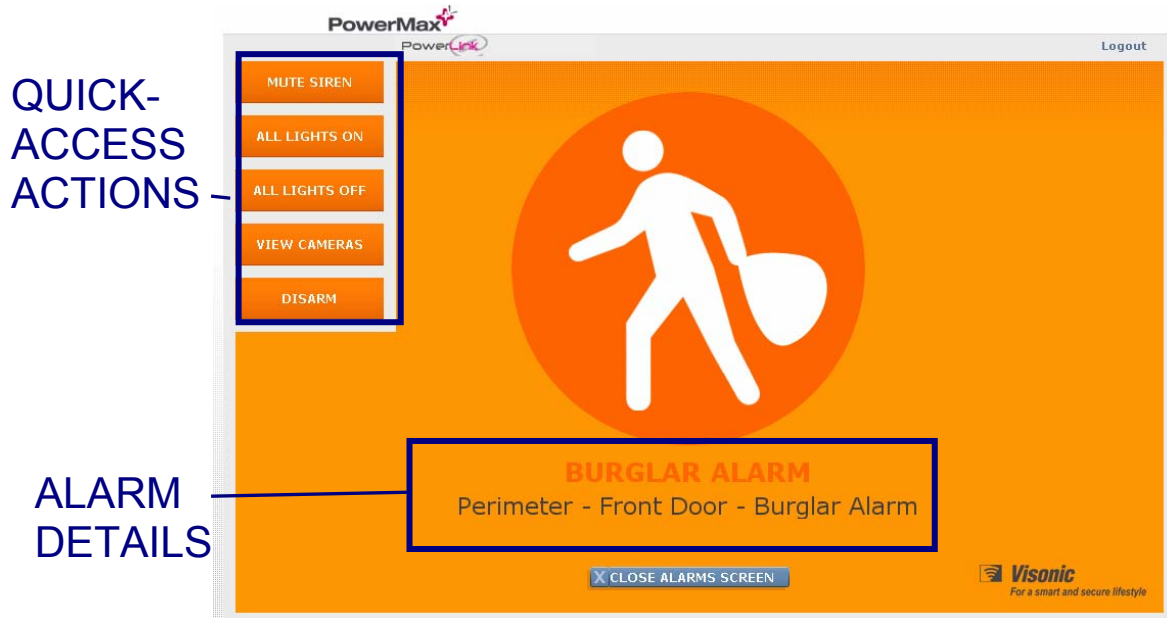 PowerMax
PowerLink
Logout
QUICK-
ACCESS
ACTIONS
MUTE SIREN
ALL LIGHTS ON
ALL LIGHTS OFF
VIEW CAMERAS
DISARM
ALARM
DETAILS
BURGLAR ALARM
Perimeter - Front Door - Burglar Alarm
X CLOSE ALARMS SCREEN
Visonic
For a smart and secure lifestyle